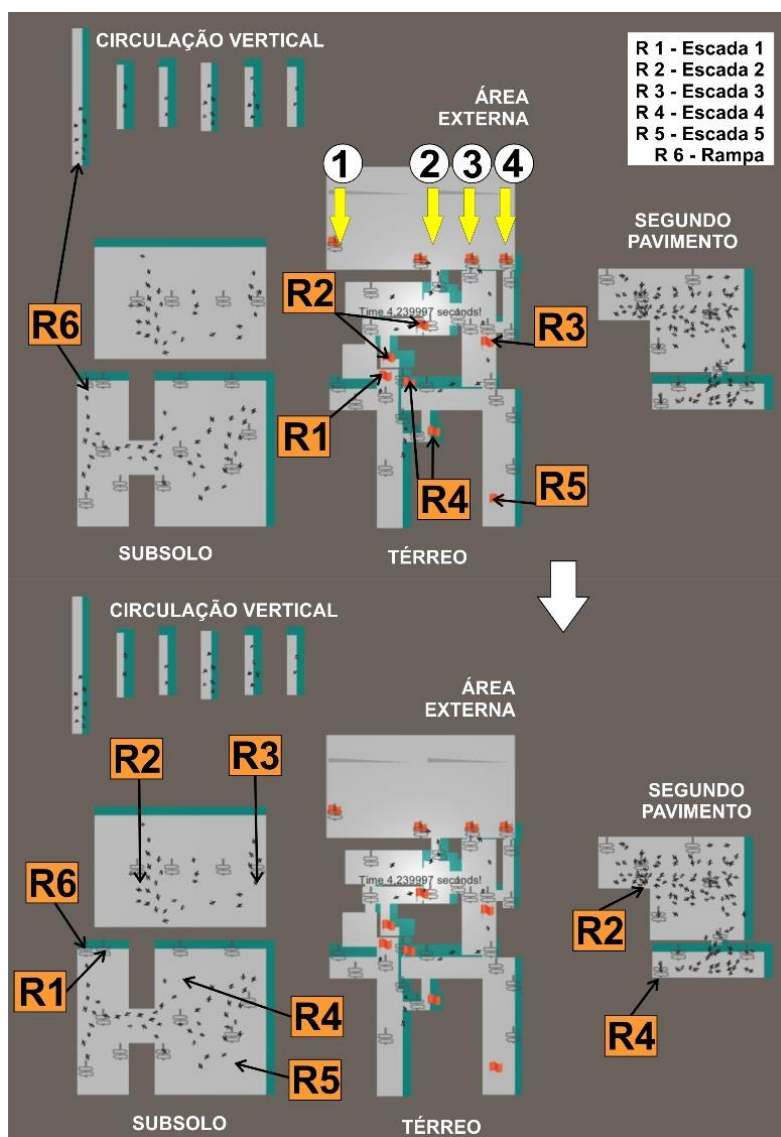 CIRCULAÇÃO VERTICAL
R 1 - Escada 1
R 2 - Escada 2
R 3 - Escada 3
R 4 - Escada 4
R 5 - Escada 5
R 6 - Rampa
ÁREA
EXTERNA
1 2 3 4
SEGUNDO
PAVIMENTO
R2
Time 4,239997 seconds!
R6
R3
R1
R4
R5
SUBSOLO
TÉRREO
CIRCULAÇÃO VERTICAL
ÁREA
EXTERNA
R2
R3
SEGUNDO
PAVIMENTO
Time 4,239997 seconds!
R6
R2
R1
R4
R4
R5
SUBSOLO
TÉRREO